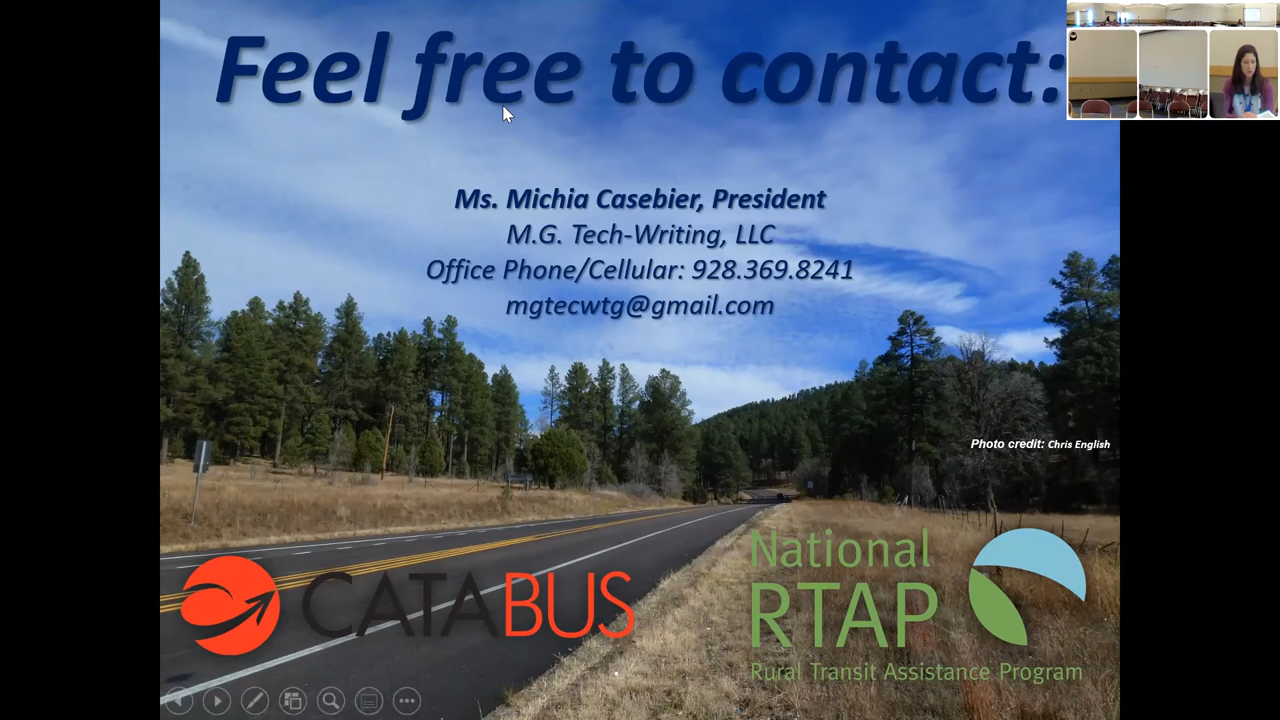 Feel free to contact:
Ms. Michia Casebier, President
M.G. Tech-Writing, LLC
Office Phone/Cellular: 928.369.8241
mgtecwtg@gmail.com
Photo credit: Chris English
CATABUS
National
RTAP
Rural Transit Assistance Program